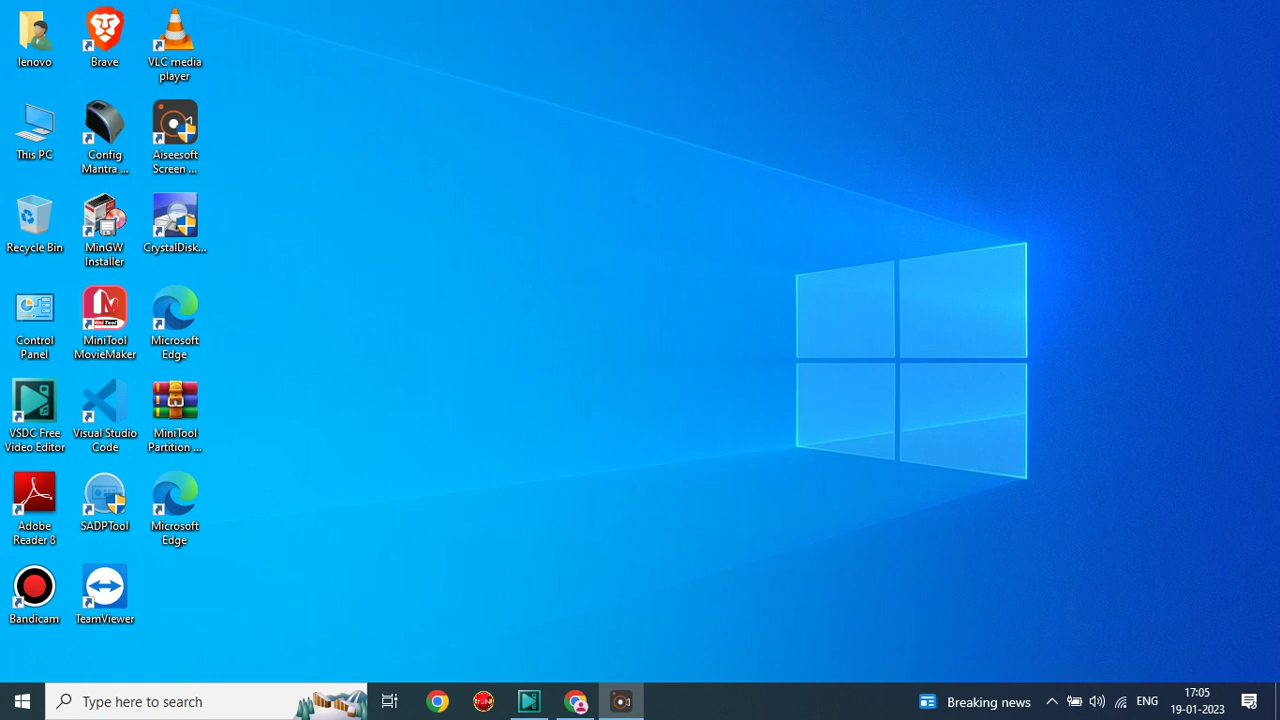 lenovo
Brave
VLC media
player
This PC
Config
Mantra ...
Aiseesoft
Screen ...
Recycle Bin
MinGW
Installer
CrystalDisk...
Control
Panel
MiniTool
MovieMaker
Microsoft
Edge
VSDC Free
Video Editor
Visual Studio
Code
MiniTool
Partition ...
Adobe
Reader 8
SADPTool
Microsoft
Edge
Bandicam
TeamViewer
Type here to search
Breaking news
ENG
17:05
19-01-2023